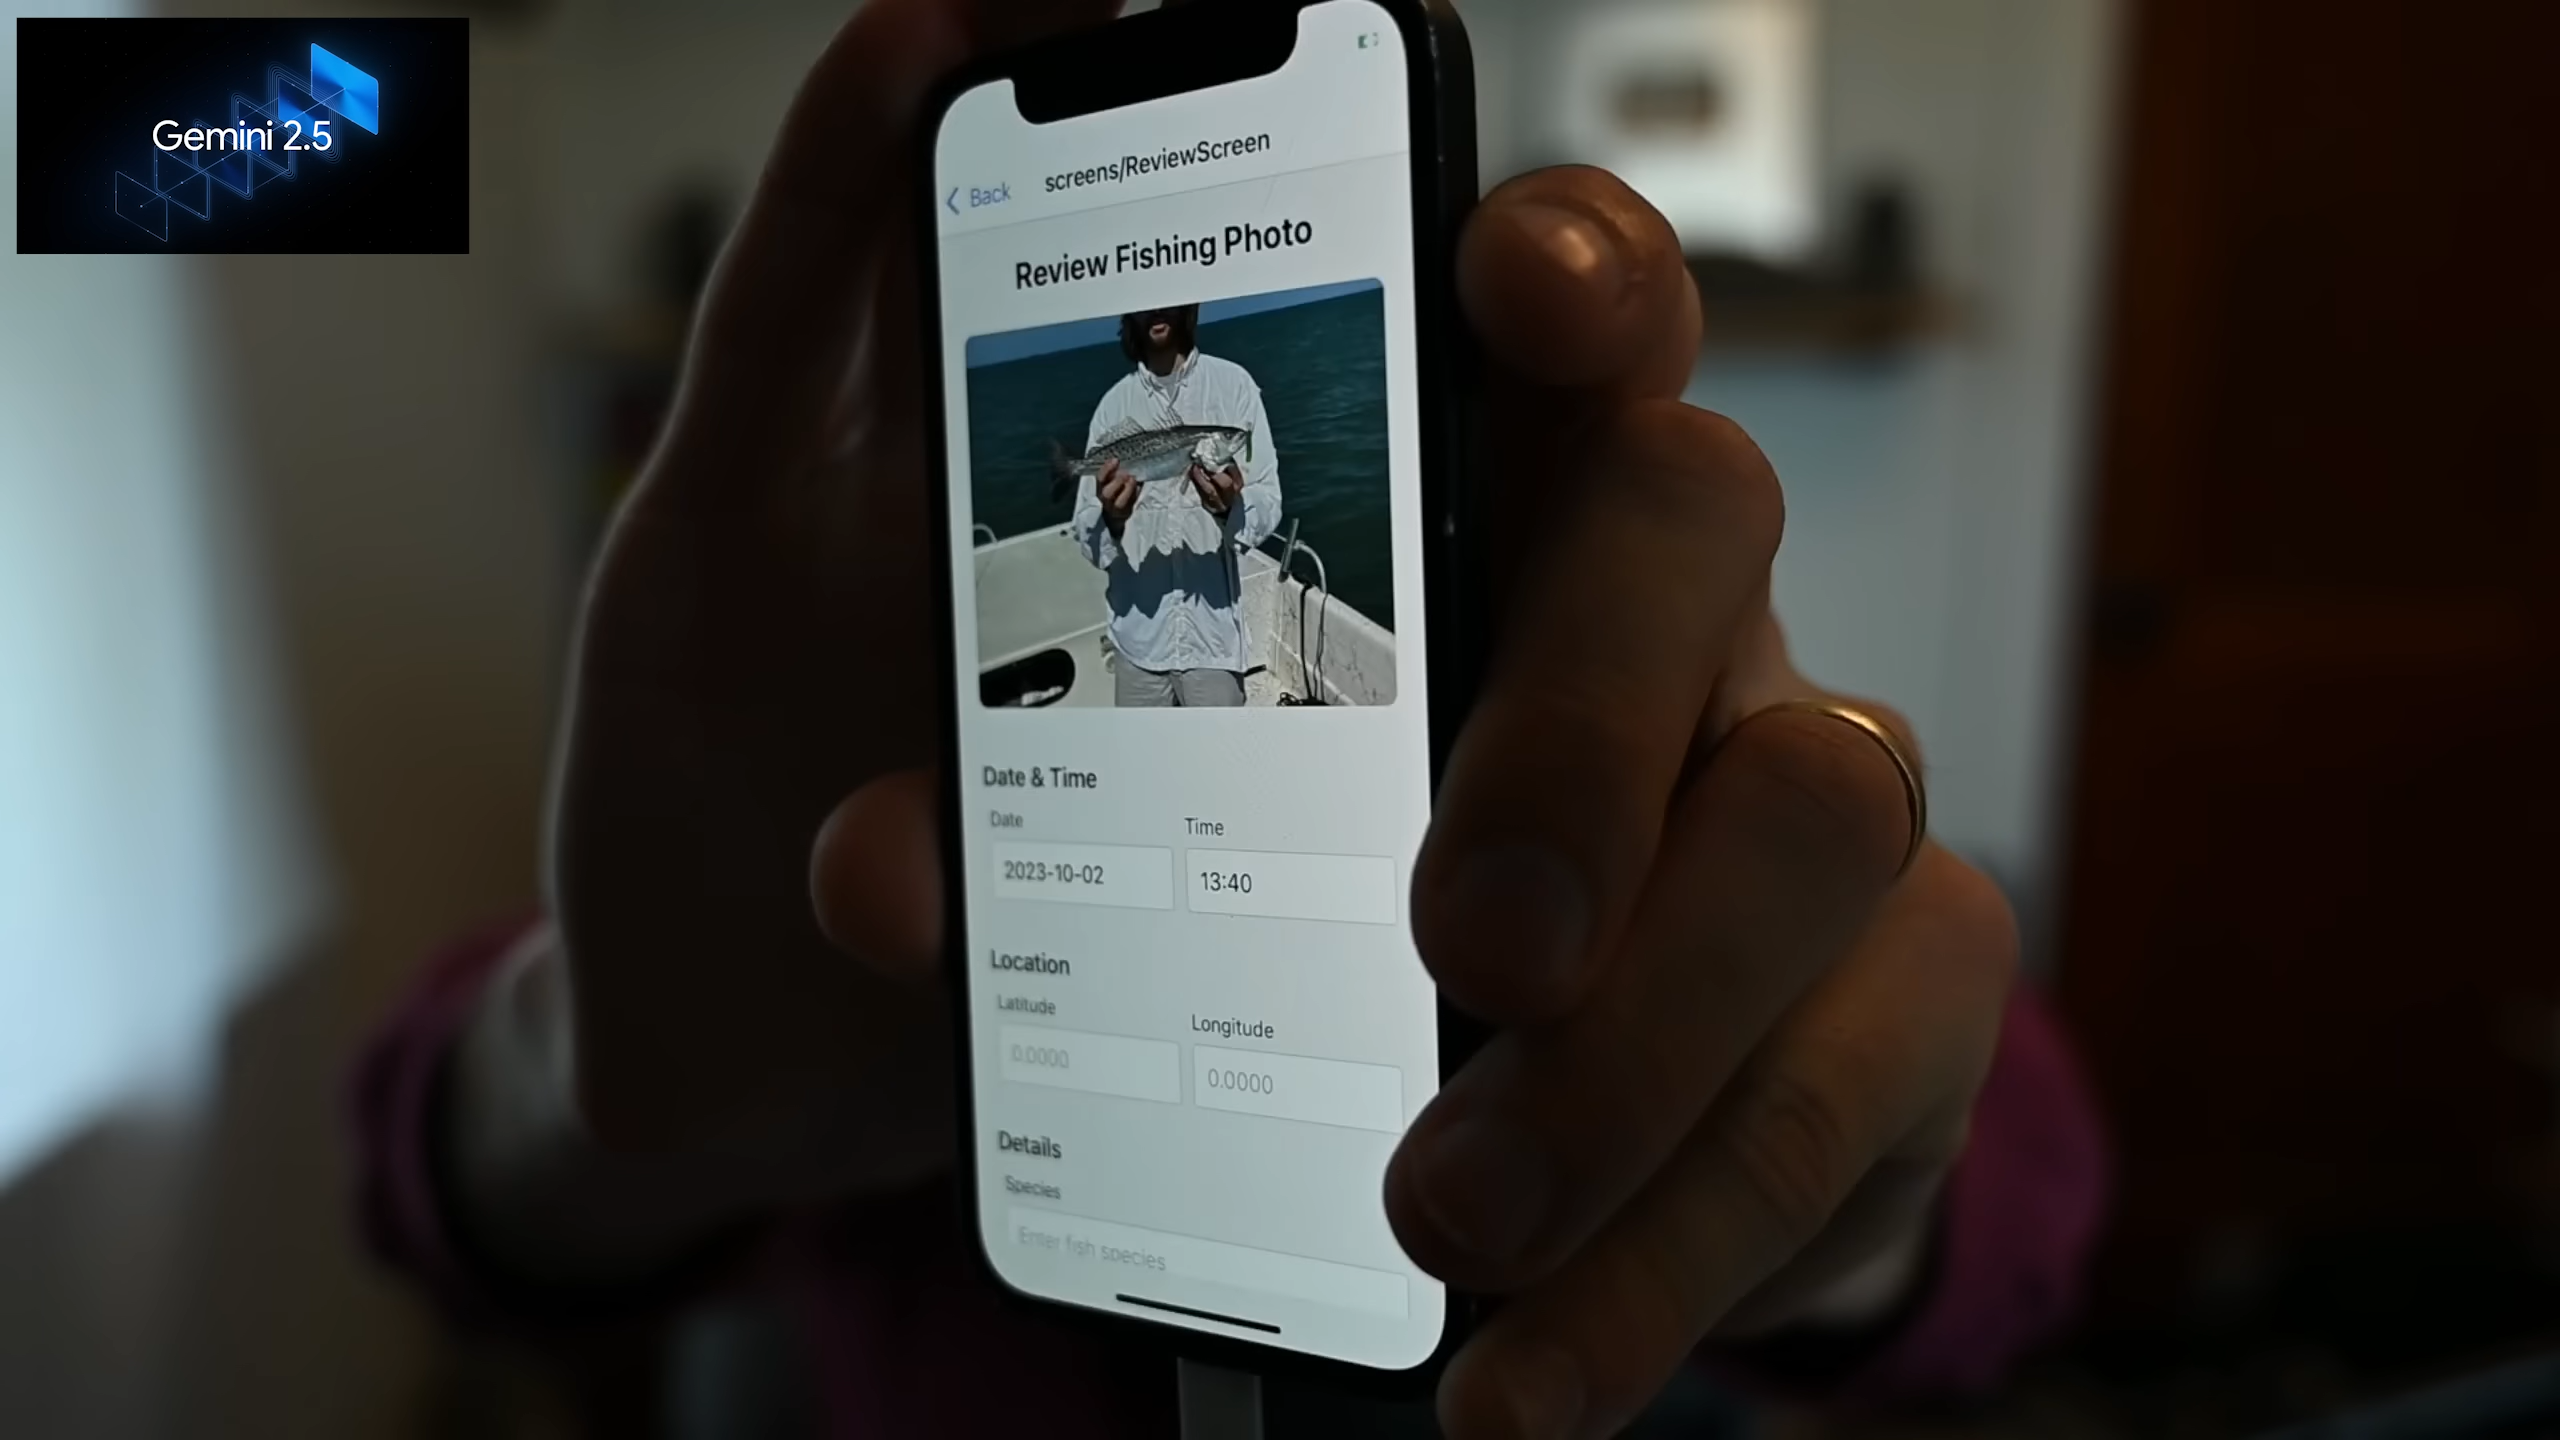 Gemini 2.5
Back
screens/ReviewScreen
Review Fishing Photo
Date & Time
Date
Time
2023-10-02
13:40
Location
Latitude
Longitude
0.0000
0.0000
Details
Species
Enter fish species